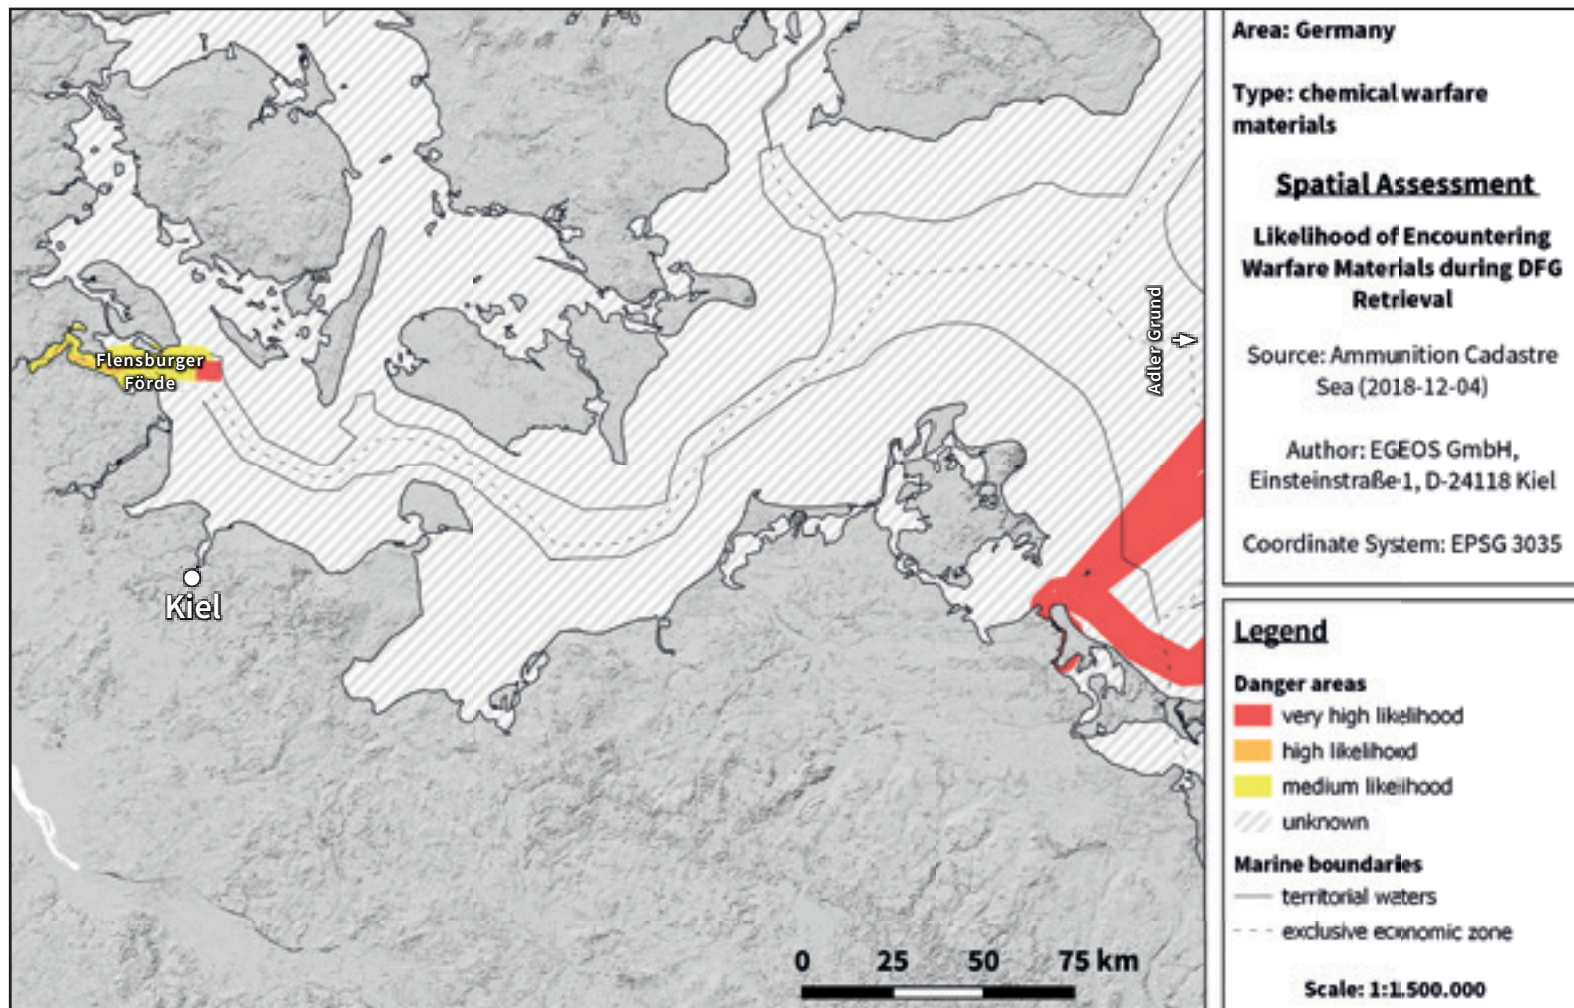 Area: Germany
Type: chemical warfare
materials
Spatial Assessment
Likelihood of Encountering
Warfare Materials during DFG
Retrieval
Source: Ammunition Cadastre
Sea (2018-12-04)
Author: EGEOS GmbH,
Einsteinstraße 1, D-24118 Kiel
Coordinate System: EPSG 3035
Legend
Danger areas
very high likelihood
high likelihood
medium likelihood
unknown
Marine boundaries
territorial waters
exclusive economic zone
Scale: 1:1.500.000
Flensburger
Förde
Kiel
Adler Grund
0 25 50 75 km